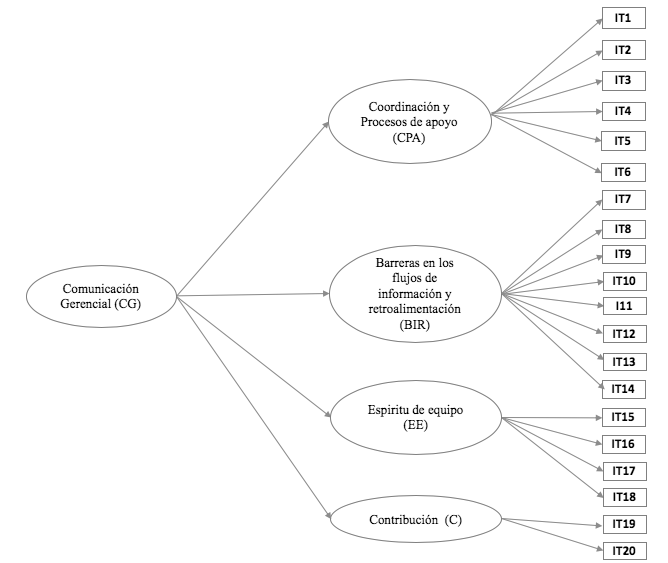 Comunicación
Gerencial (CG)
Coordinación y
Procesos de apoyo
(CPA)
Barreras en los
flujos de
información y
retroalimentación
(BIR)
Espiritu de equipo
(EE)
Contribución (C)
IT1
IT2
IT3
IT4
IT5
IT6
IT7
IT8
IT9
IT10
I11
IT12
IT13
IT14
IT15
IT16
IT17
IT18
IT19
IT20